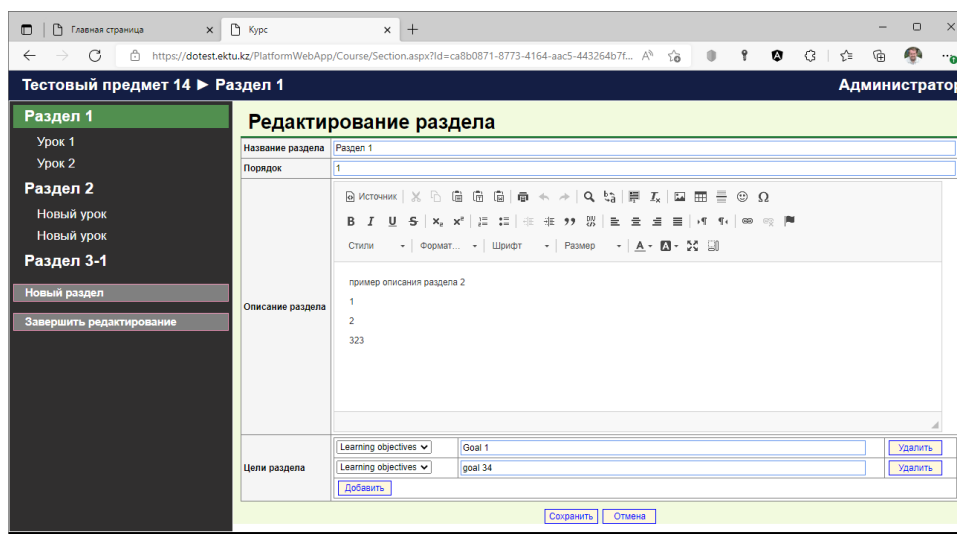 Главная страница
Курс
https://dotest.ektu.kz/PlatformWebApp/Course/Section.aspx?Id=ca8b0871-8773-4164-aac5-443264b7f...
Тестовый предмет 14 ► Раздел 1
Администратор
Раздел 1
Урок 1
Урок 2
Раздел 2
Новый урок
Новый урок
Раздел 3-1
Новый раздел
Завершить редактирование
Редактирование раздела
Название раздела
Раздел 1
Порядок
1
Описание раздела
Источник
Стили
Формат...
Шрифт
Размер
пример описания раздела 2
1
2
323
Цели раздела
Learning objectives
Goal 1
Удалить
Learning objectives
goal 34
Удалить
Добавить
Сохранить
Отмена